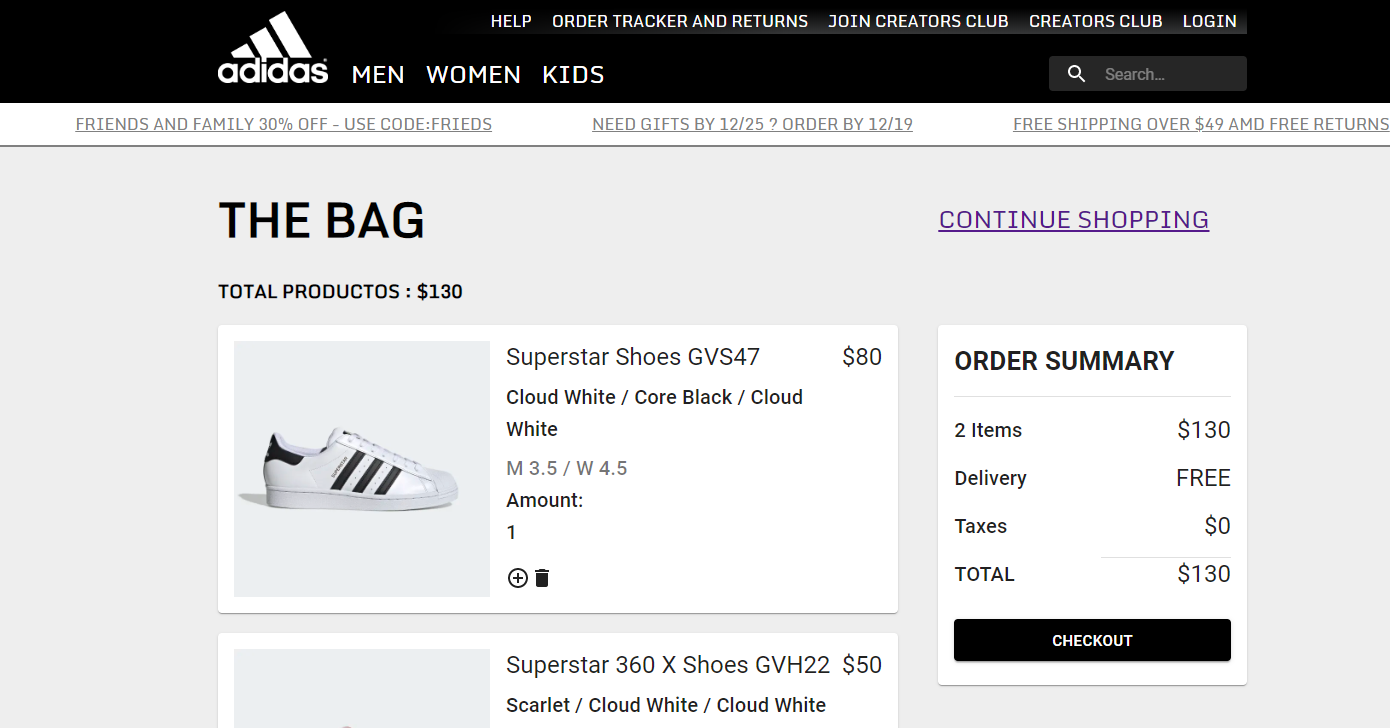 HELP ORDER TRACKER AND RETURNS JOIN CREATORS CLUB CREATORS CLUB LOGIN
adidas MEN WOMEN KIDS Search...
FRIENDS AND FAMILY 30% OFF - USE CODE:FRIEDS NEED GIFTS BY 12/25 ? ORDER BY 12/19 FREE SHIPPING OVER $49 AMD FREE RETURNS
THE BAG
CONTINUE SHOPPING
TOTAL PRODUCTOS : $130
Superstar Shoes GVS47 $80
Cloud White / Core Black / Cloud
White
M 3.5 / W 4.5
Amount:
1
Superstar 360 X Shoes GVH22 $50
Scarlet / Cloud White / Cloud White
ORDER SUMMARY
2 Items $130
Delivery FREE
Taxes $0
TOTAL $130
CHECKOUT